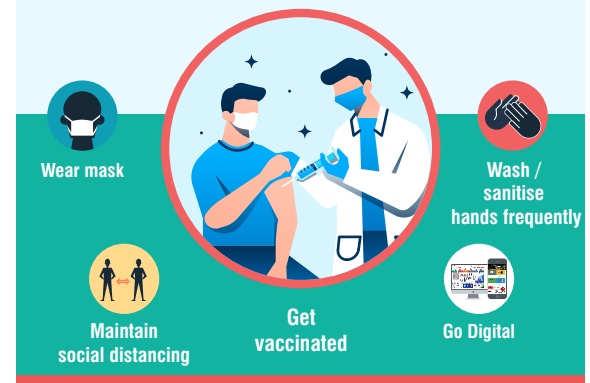 Wear mask
Wash /
sanitise
hands frequently
Maintain
social distancing
Get
vaccinated
Go Digital